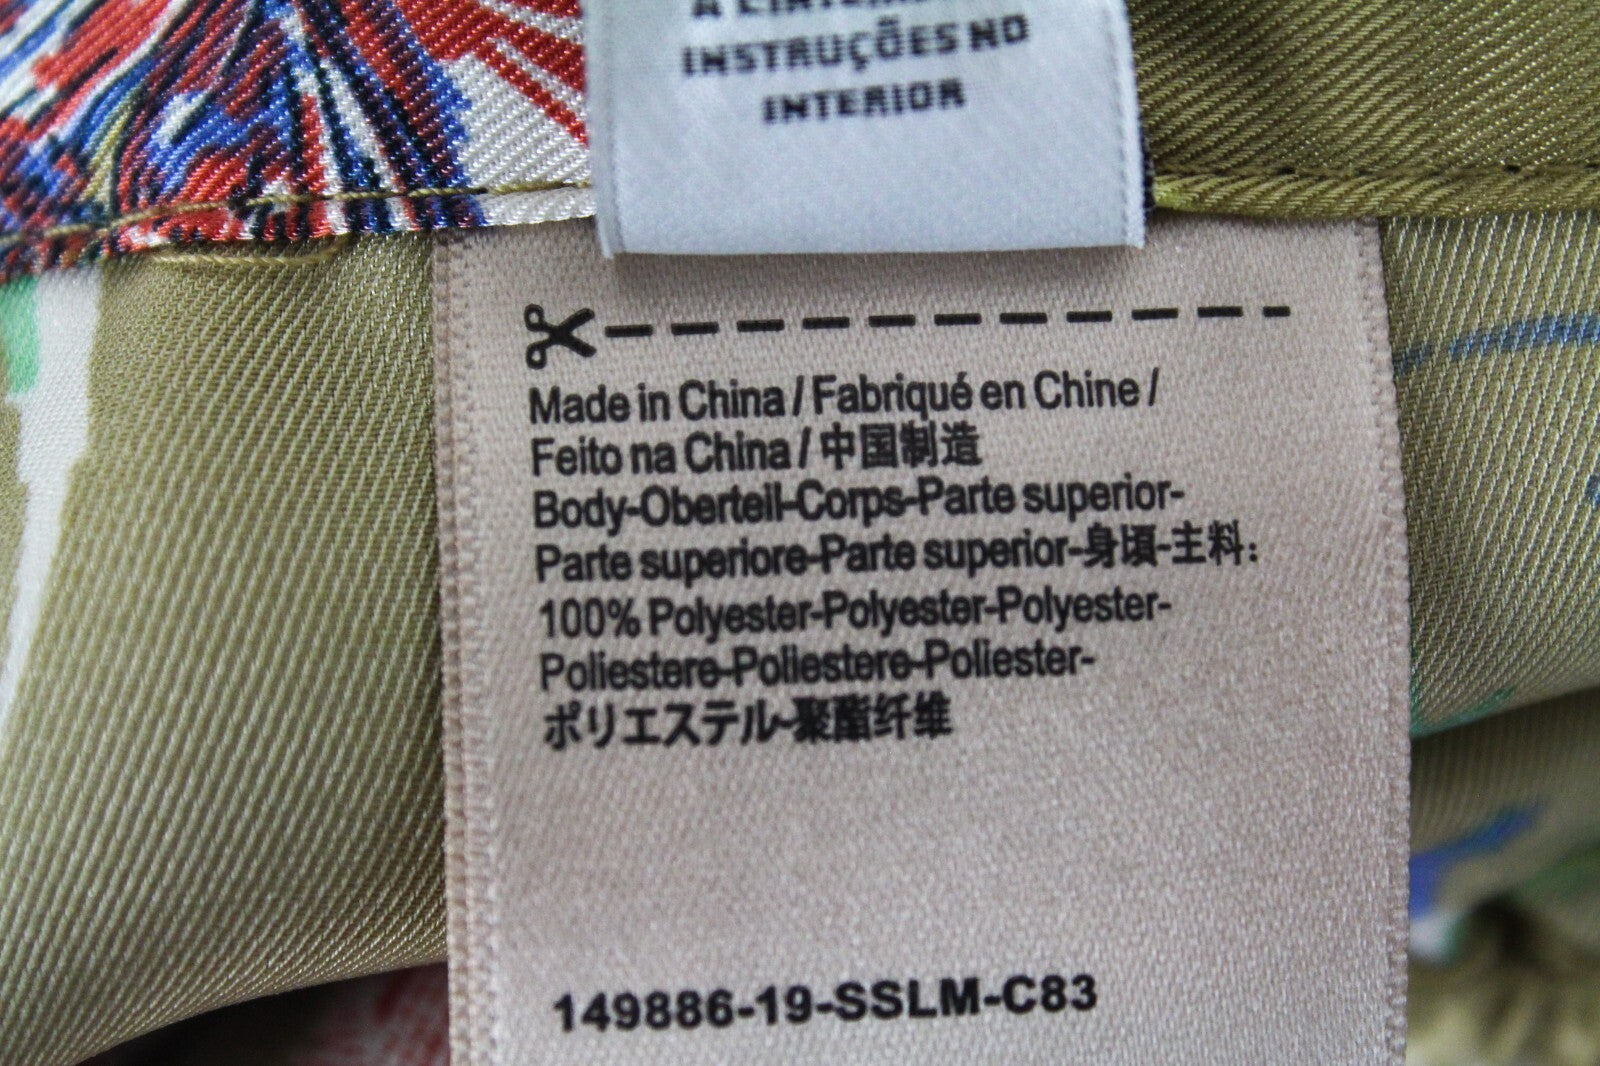 INSTRUÇÕES NO
INTERIOR
Made in China / Fabriqué en Chine /
Feito na China / 中国制造
Body-Oberteil-Corps-Parte superior-
Parte superiore-Parte superior-身頃-主料:
100% Polyester-Polyester-Polyester-
Poliestere-Poliestere-Poliester-
ポリエステル-聚酯纤维
149886-19-SSLM-C83